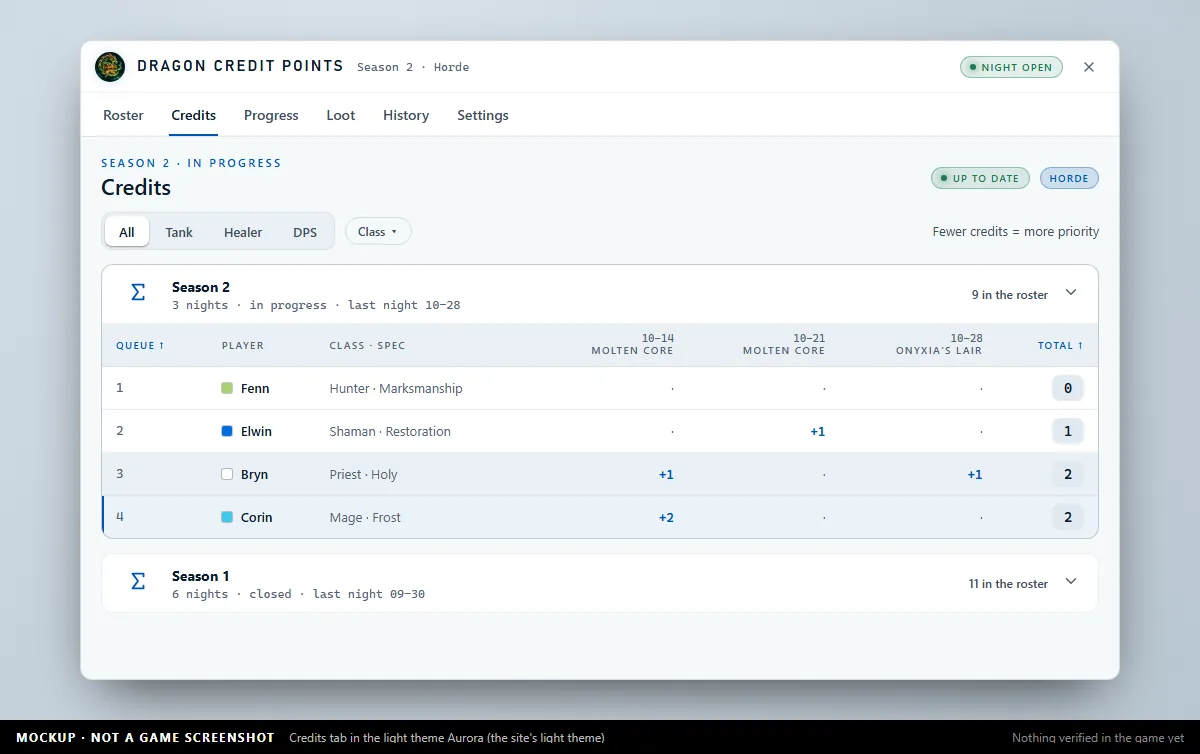 DRAGON CREDIT POINTS Season 2 · Horde NIGHT OPEN
Roster Credits Progress Loot History Settings
SEASON 2 · IN PROGRESS
Credits UP TO DATE HORDE
All Tank Healer DPS Class Fewer credits = more priority
Season 2
3 nights · in progress · last night 10-28
9 in the roster
QUEUE ↑ PLAYER CLASS · SPEC 10-14 MOLTEN CORE 10-21 MOLTEN CORE 10-28 ONYXIA'S LAIR TOTAL ↑
1 Fenn Hunter · Marksmanship · · · 0
2 Elwin Shaman · Restoration · +1 · 1
3 Bryn Priest · Holy +1 · +1 2
4 Corin Mage · Frost +2 · · 2
Season 1
6 nights · closed · last night 09-30
11 in the roster
MOCKUP · NOT A GAME SCREENSHOT Credits tab in the light theme Aurora (the site's light theme) Nothing verified in the game yet